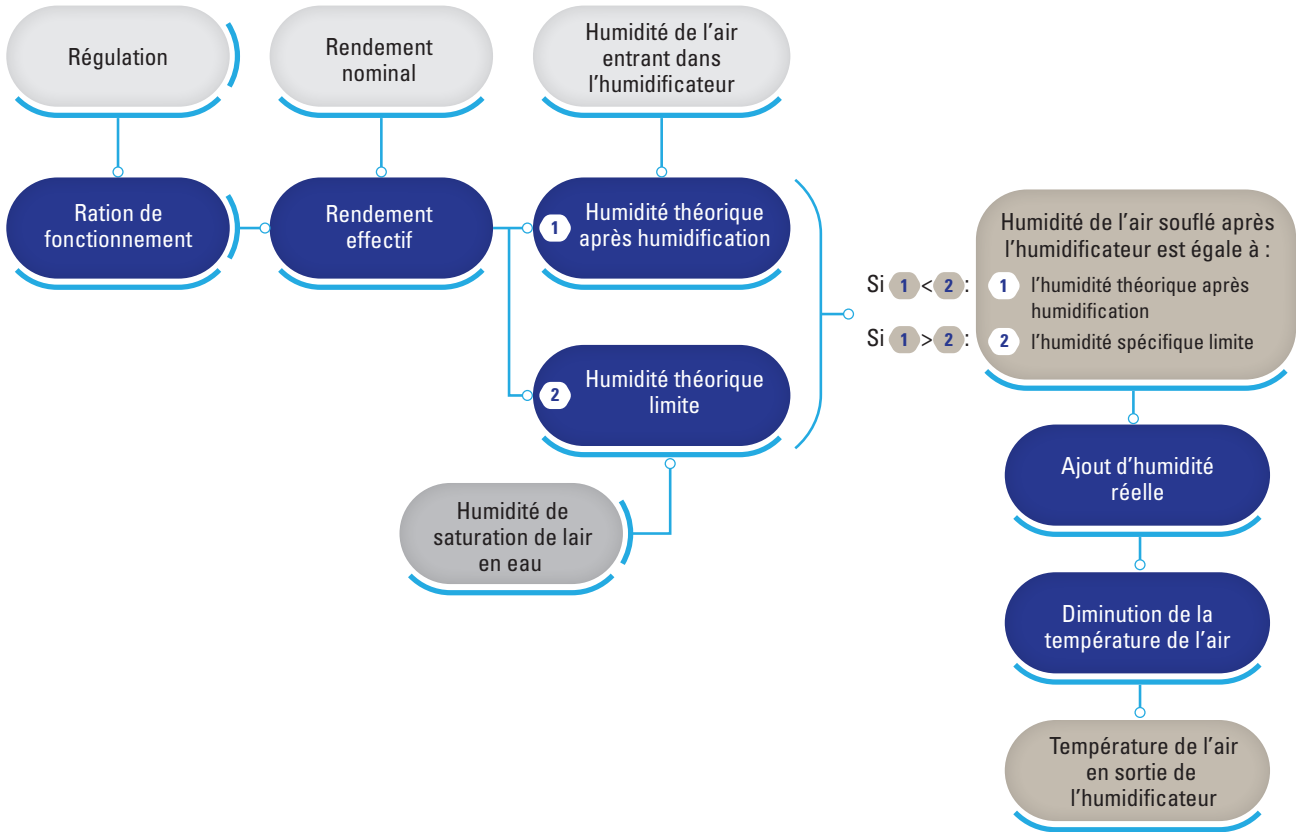 Régulation
Rendement
nominal
Humidité de l'air
entrant dans
l'humidificateur
Ration de
fonctionnement
Rendement
effectif
1 Humidité théorique
après humidification
2 Humidité théorique
limite
Humidité de
saturation de lair
en eau
Si 1 < 2 :
Si 1 > 2 :
Humidité de l'air souflé après
l'humidificateur est égale à :
1 l'humidité théorique après
humidification
2 l'humidité spécifique limite
Ajout d'humidité
réelle
Diminution de la
température de l'air
Température de l'air
en sortie de
l'humidificateur